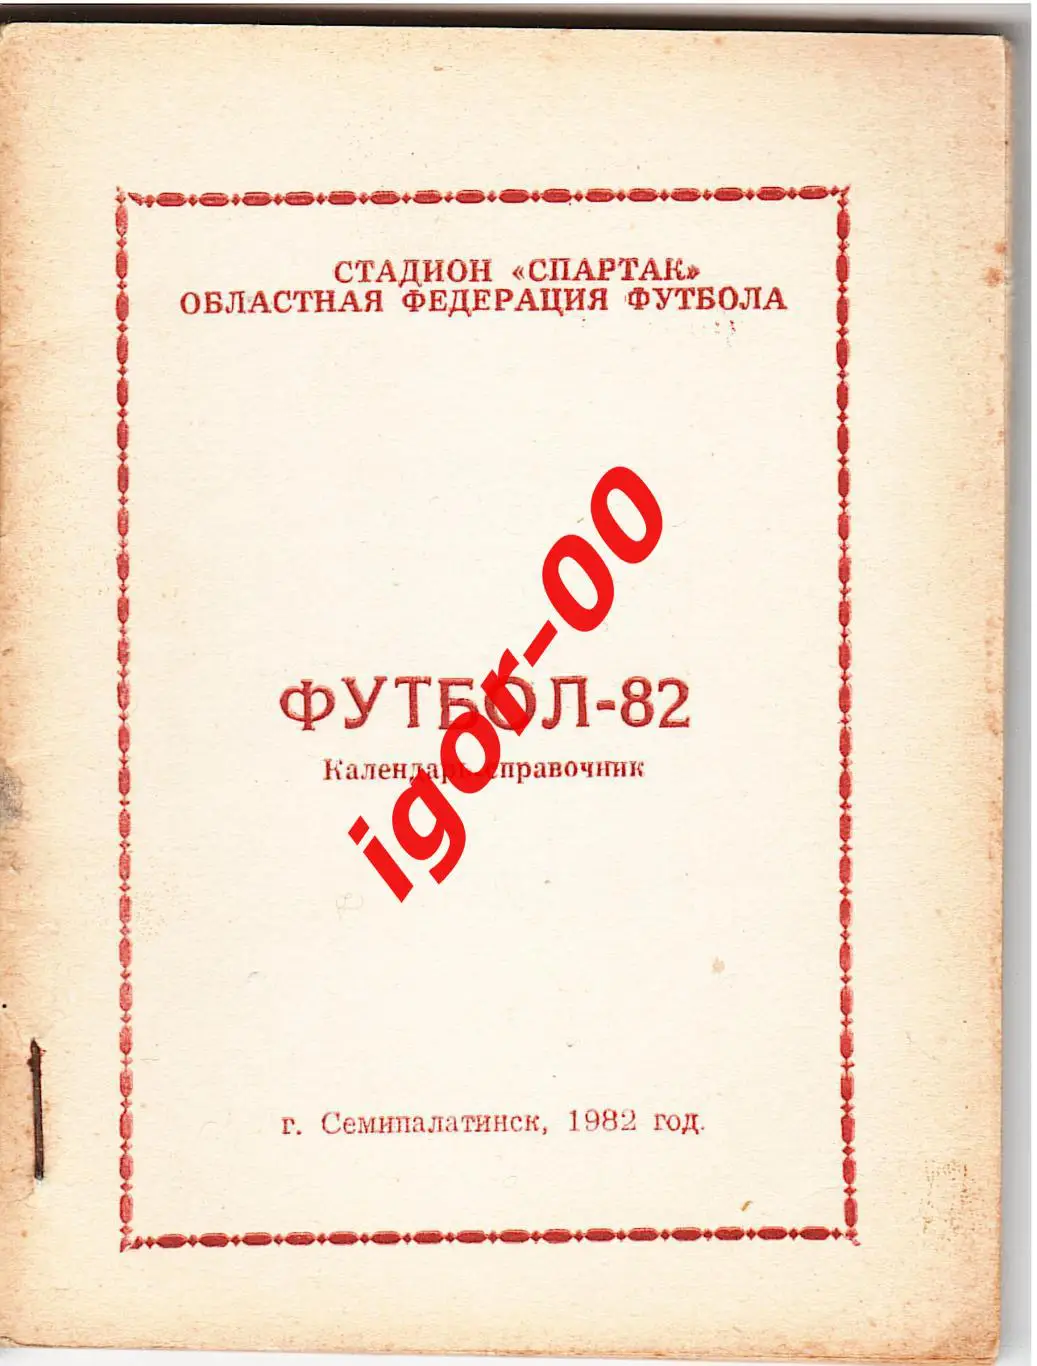 СТАДИОН «СПАРТАК»
ОБЛАСТНАЯ ФЕДЕРАЦИЯ ФУТБОЛА
ФУТБОЛ-82
Календарь-справочник
igor-00
г. Семипалатинск, 1982 год.